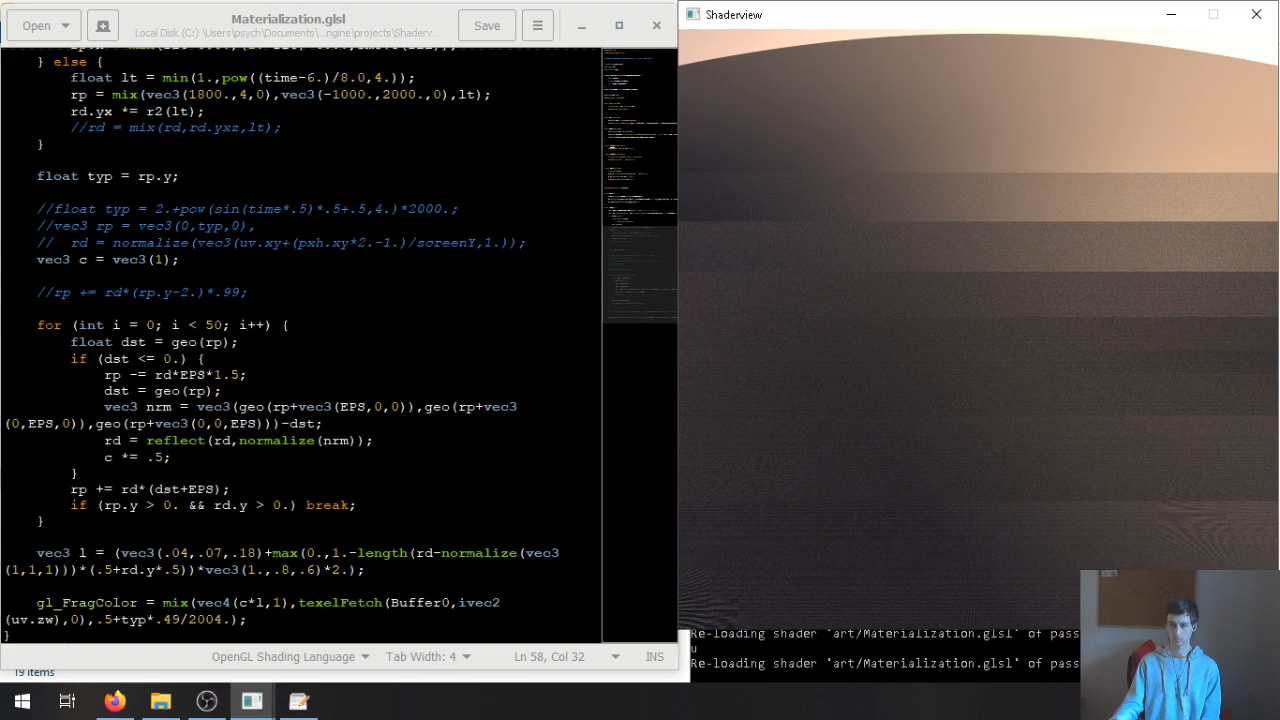 Open
Materialization.glsl
Local Disk (C:) \Users\psych\Documents\…ngine\projects\Shaderv…
Save
Shaderview
} else {
float lt = min(1.,pow((time-6.)/8.0,4.));
rp = mix(vec3(1800.,4,0),vec3(-1000.,2000.,0),lt);
rd.yx *= r2(lt);
//rd = mix(rd,rd.yxz,lt);
}
float typ = rp.y;
//float typ = 2.+pow(sin(time*.5)*.5+.5,4.)*2000.;
//vec3 rp = vec3(0,typ,0),
// rd = normalize(vec3(uv.xy+(pxh.xy*2.-1.)/screenY,1.));
vec3 c = vec3(1);
//rp += rd*(rp.y-2.)*.99;
for (int i = 0; i < 50; i++) {
float dst = geo(rp);
if (dst <= 0.) {
rp -= rd*EPS*1.5;
dst = geo(rp);
vec3 nrm = vec3(geo(rp+vec3(EPS,0,0)),geo(rp+vec3
(0,EPS,0)),geo(rp+vec3(0,0,EPS)))-dst;
rd = reflect(rd,normalize(nrm));
c *= .5;
}
rp += rd*(dst+EPS);
if (rp.y > 0. && rd.y > 0.) break;
}
vec3 l = (vec3(.04,.07,.18)+max(0.,1.-length(rd-normalize(vec3
(1,1,1)))*(.5+rd.y*.5))*vec3(1.,.8,.6)*2.);
gl_FragColor = mix(vec4(c*l,1),texelFetch(Buffer0,ivec2
(uv.zw),0),.5+typ*.49/2004.);
}
OpenGL Shading Language
Tab Width: 4
Ln 58, Col 32
INS
19 items
Re-loading shader 'art/Materialization.glsl' of pass
u
Re-loading shader 'art/Materialization.glsl' of pass